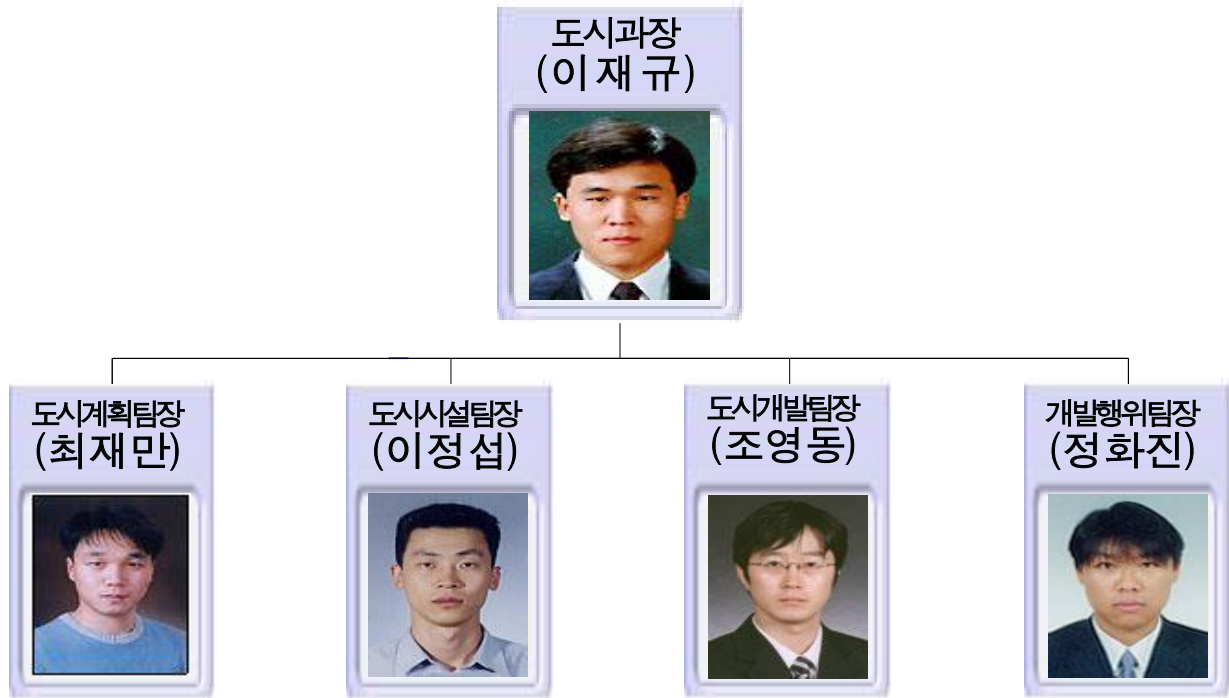 도시과장
(이재규)
도시계획팀장
(최재만)
도시시설팀장
(이정섭)
도시개발팀장
(조영동)
개발행위팀장
(정화진)